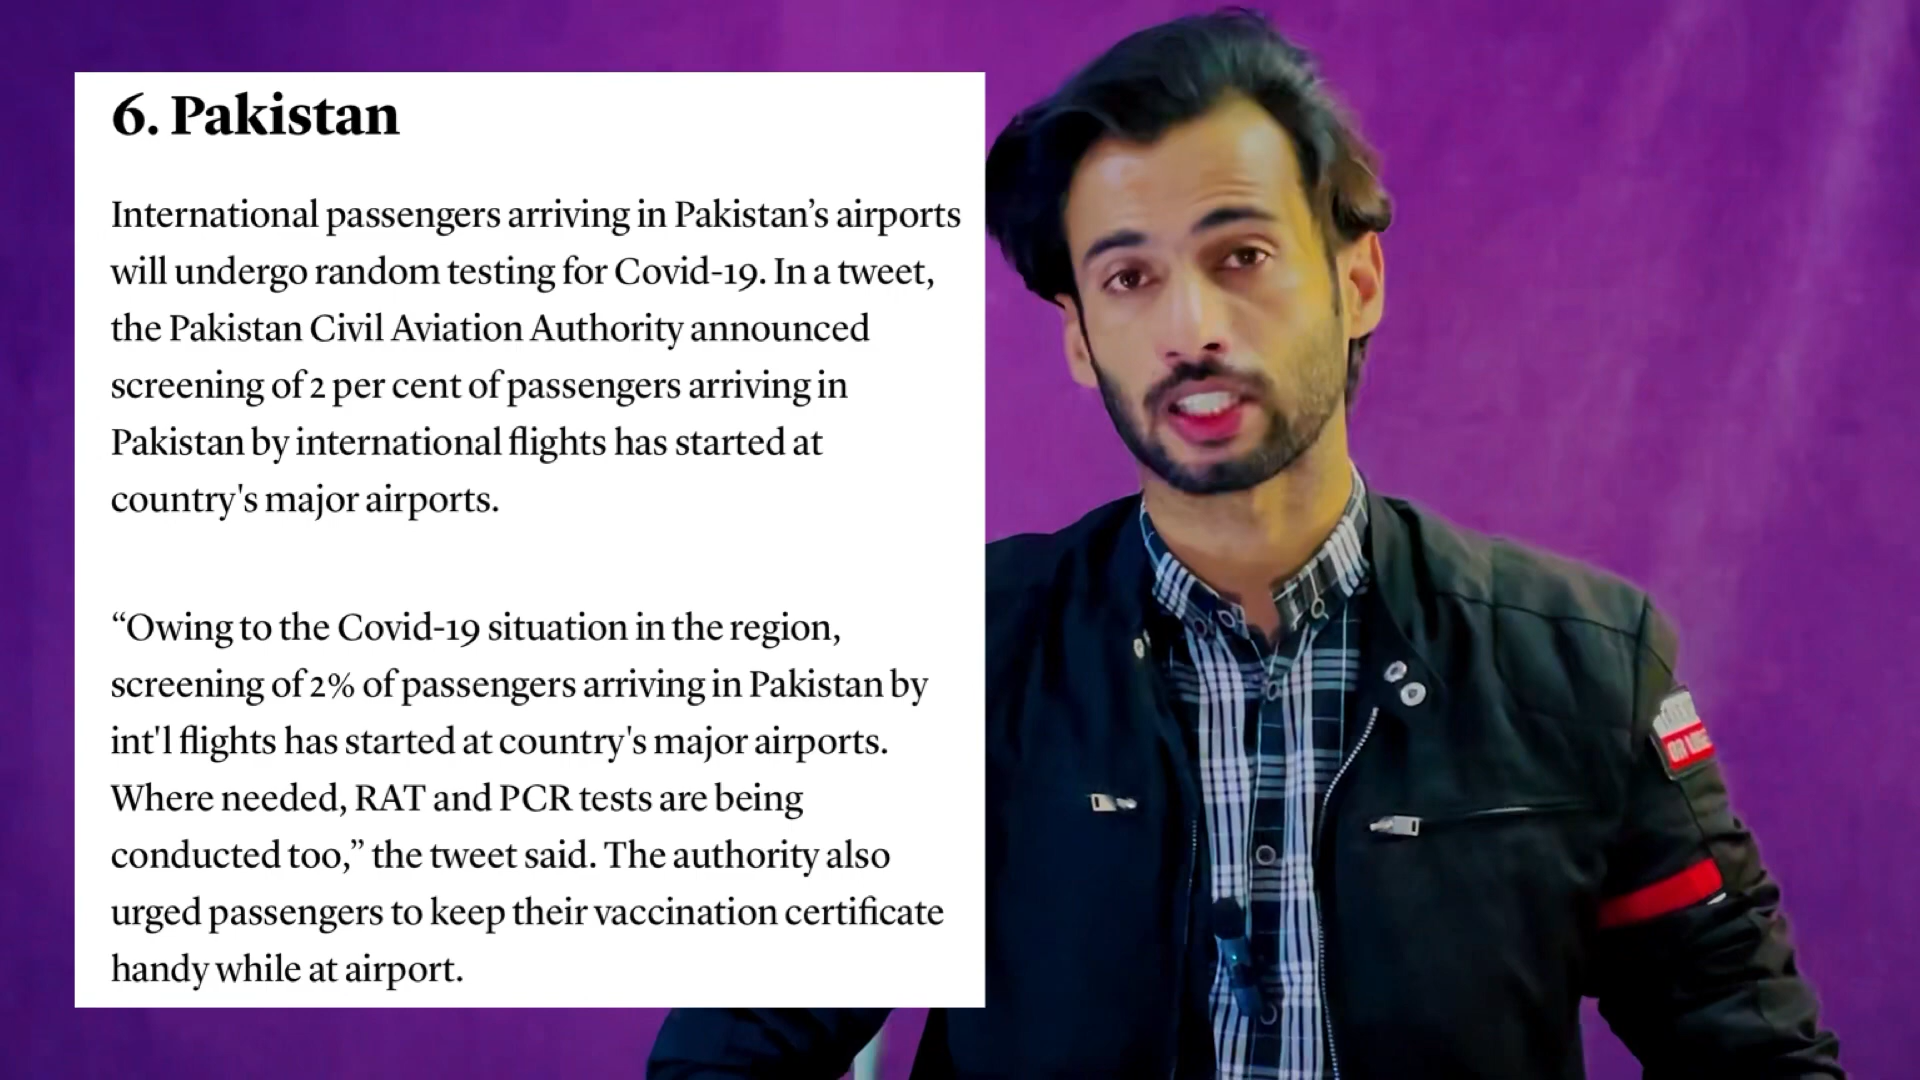 6. Pakistan
International passengers arriving in Pakistan’s airports
will undergo random testing for Covid-19. In a tweet,
the Pakistan Civil Aviation Authority announced
screening of 2 per cent of passengers arriving in
Pakistan by international flights has started at
country's major airports.
“Owing to the Covid-19 situation in the region,
screening of 2% of passengers arriving in Pakistan by
int'l flights has started at country's major airports.
Where needed, RAT and PCR tests are being
conducted too,” the tweet said. The authority also
urged passengers to keep their vaccination certificate
handy while at airport.